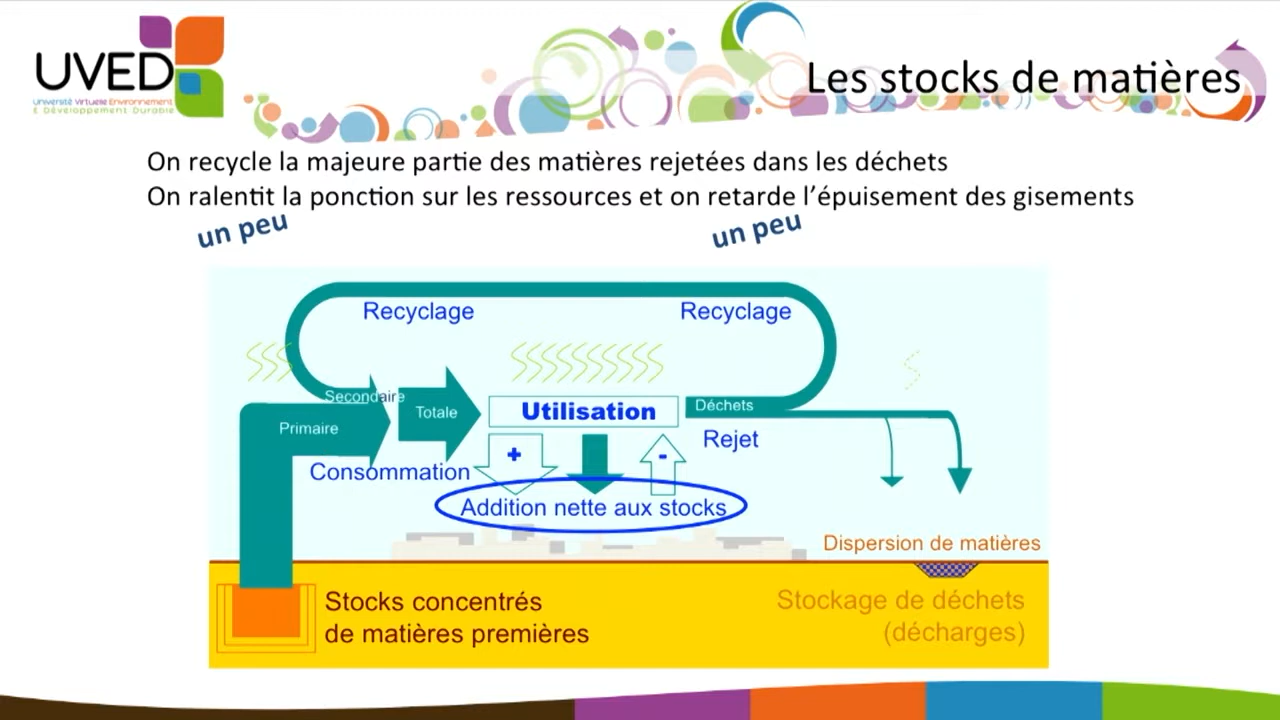 UVED
Université Virtuelle Environnement
& Développement Durable
Les stocks de matières
On recycle la majeure partie des matières rejetées dans les déchets
On ralentit la ponction sur les ressources et on retarde l’épuisement des gisements
un peu
un peu
Recyclage
Recyclage
Secondaire
Primaire
Totale
Utilisation
Déchets
Rejet
Consommation
+
-
Addition nette aux stocks
Dispersion de matières
Stocks concentrés
de matières premières
Stockage de déchets
(décharges)